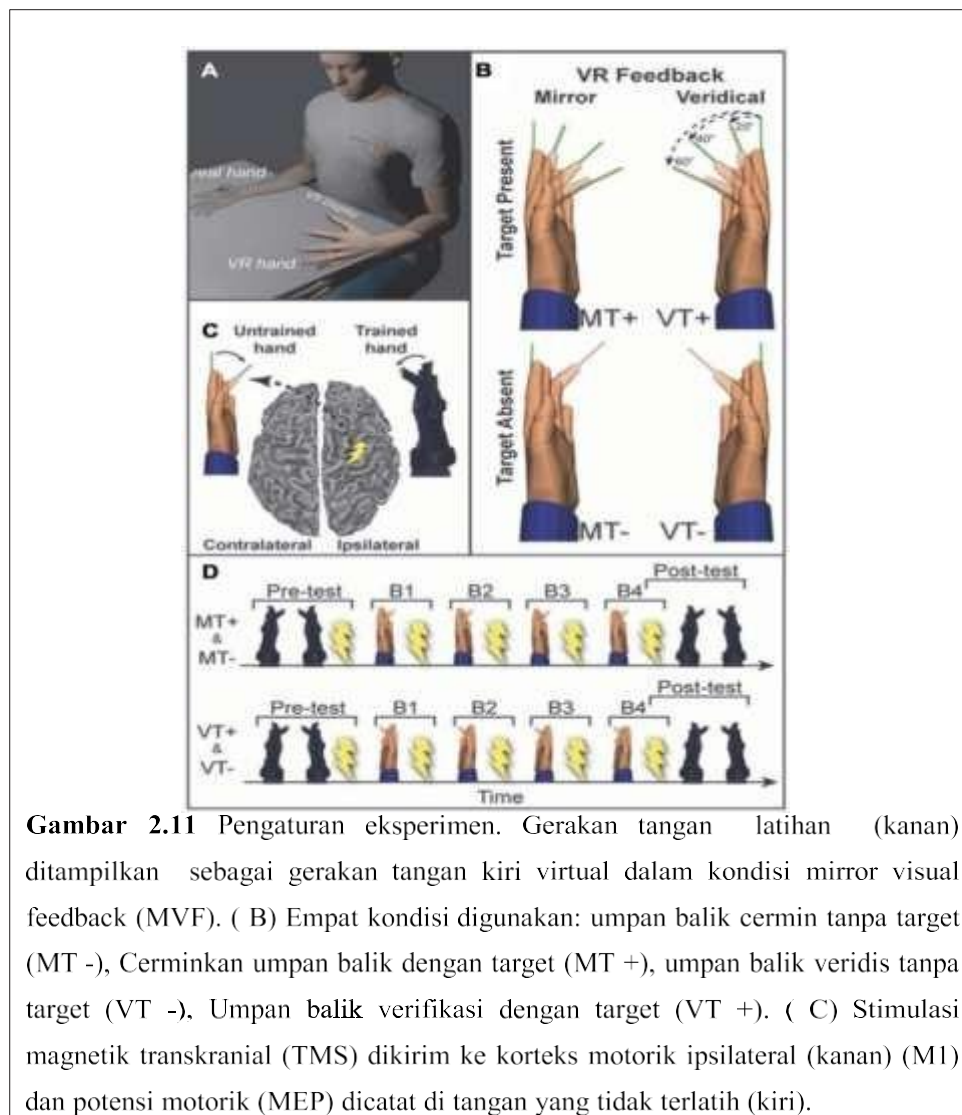 A
real hand
VR hand
B
VR Feedback
Mirror Veridical
20°
40°
60°
Target Present
MT+ VT+
Target Absent
MT- VT-
C
Untrained hand
Trained hand
Contralateral Ipsilateral
D
Pre-test B1 B2 B3 B4 Post-test
MT+
&
MT-
Pre-test B1 B2 B3 B4 Post-test
VT+
&
VT-
Time
Gambar 2.11 Pengaturan eksperimen. Gerakan tangan latihan (kanan)
ditampilkan sebagai gerakan tangan kiri virtual dalam kondisi mirror visual
feedback (MVF). ( B) Empat kondisi digunakan: umpan balik cermin tanpa target
(MT -), Cerminkan umpan balik dengan target (MT +), umpan balik veridis tanpa
target (VT -), Umpan balik verifikasi dengan target (VT +). ( C) Stimulasi
magnetik transkranial (TMS) dikirim ke korteks motorik ipsilateral (kanan) (M1)
dan potensi motorik (MEP) dicatat di tangan yang tidak terlatih (kiri).